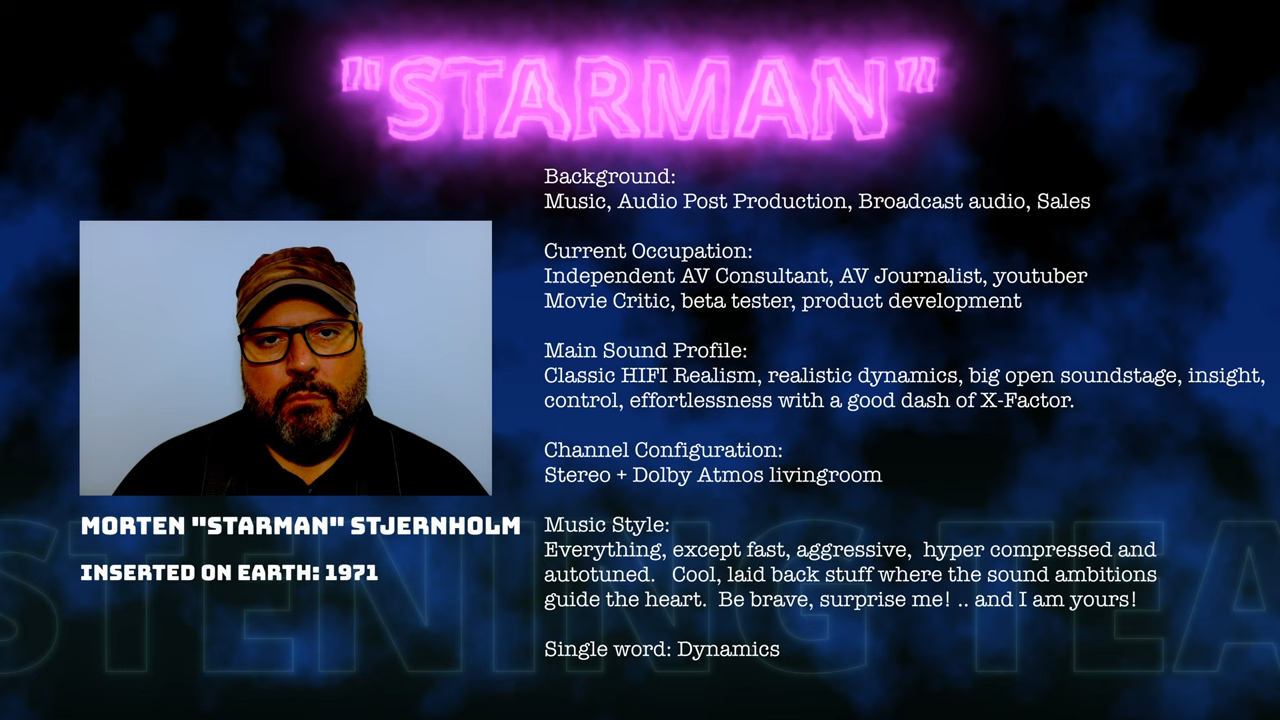 "STARMAN"
Background:
Music, Audio Post Production, Broadcast audio, Sales
Current Occupation:
Independent AV Consultant, AV Journalist, youtuber
Movie Critic, beta tester, product development
Main Sound Profile:
Classic HIFI Realism, realistic dynamics, big open soundstage, insight,
control, effortlessness with a good dash of X-Factor.
Channel Configuration:
Stereo + Dolby Atmos livingroom
Music Style:
Everything, except fast, aggressive,  hyper compressed and
autotuned.   Cool, laid back stuff where the sound ambitions
guide the heart.  Be brave, surprise me! .. and I am yours!
Single word: Dynamics
MORTEN "STARMAN" STJERNHOLM
INSERTED ON EARTH: 1971
STENING TEA